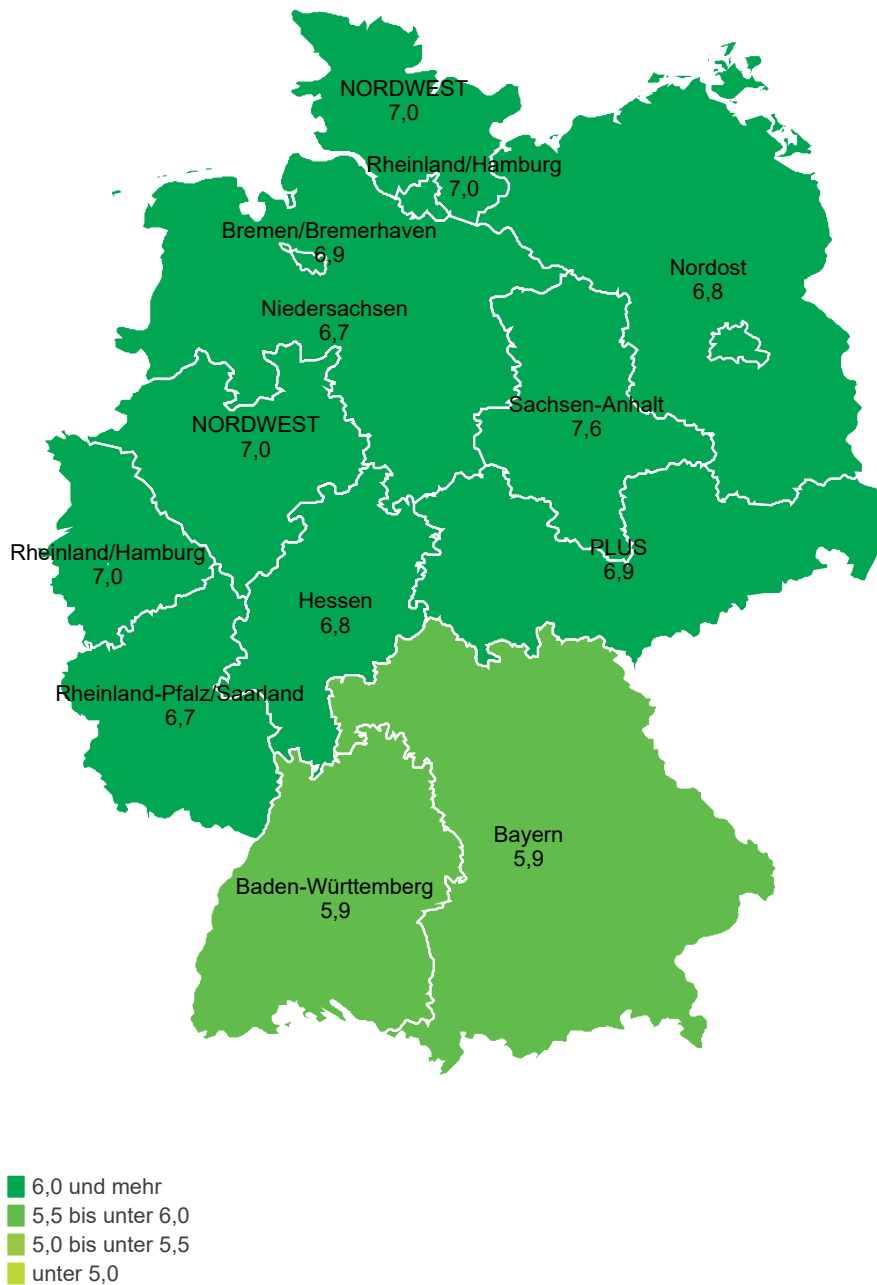 NORDWEST
7,0
Rheinland/Hamburg
7,0
Bremen/Bremerhaven
6,9
Nordost
6,8
Niedersachsen
6,7
Sachsen-Anhalt
7,6
NORDWEST
7,0
PLUS
6,9
Rheinland/Hamburg
7,0
Hessen
6,8
Rheinland-Pfalz/Saarland
6,7
Bayern
5,9
Baden-Württemberg
5,9
6,0 und mehr
5,5 bis unter 6,0
5,0 bis unter 5,5
unter 5,0